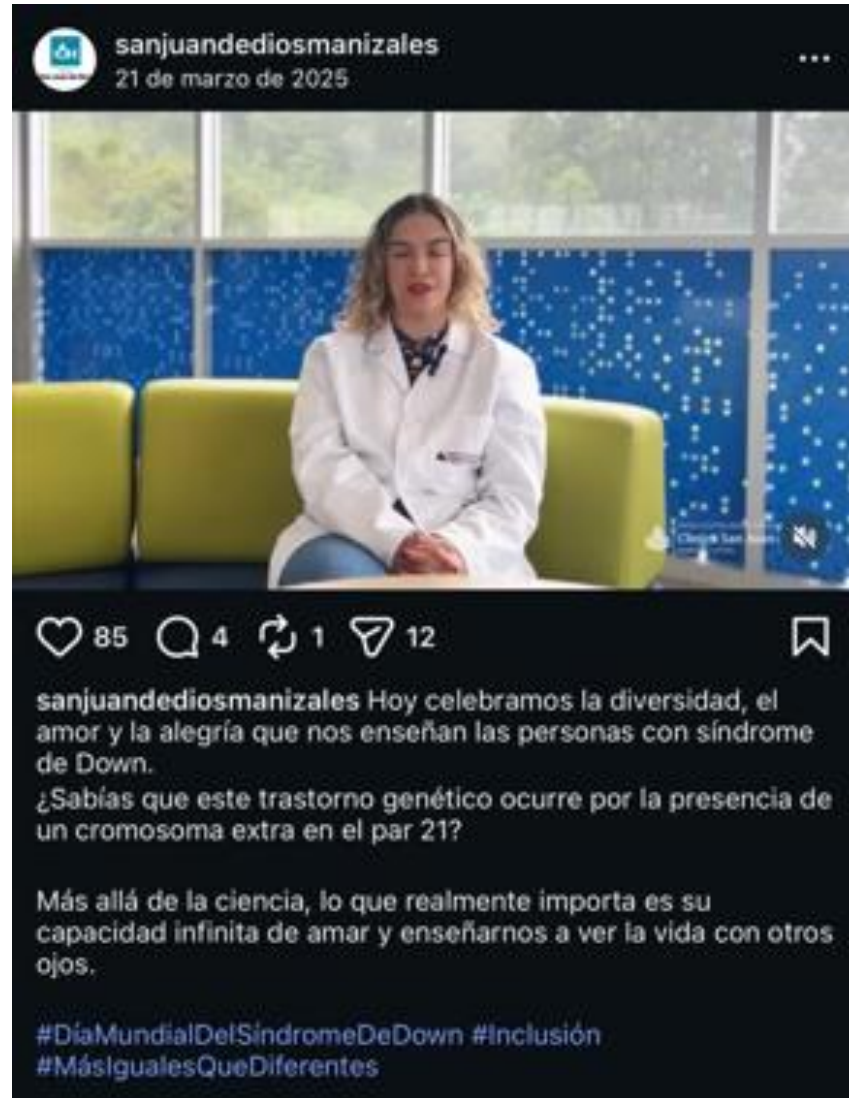 sanjuandediosmanizales
21 de marzo de 2025
Clínica San Juan
85 4 1 12
sanjuandediosmanizales Hoy celebramos la diversidad, el
amor y la alegría que nos enseñan las personas con síndrome
de Down.
¿Sabías que este trastorno genético ocurre por la presencia de
un cromosoma extra en el par 21?
Más allá de la ciencia, lo que realmente importa es su
capacidad infinita de amar y enseñarnos a ver la vida con otros
ojos.
#DíaMundialDelSíndromeDeDown #Inclusión
#MásIgualesQueDiferentes